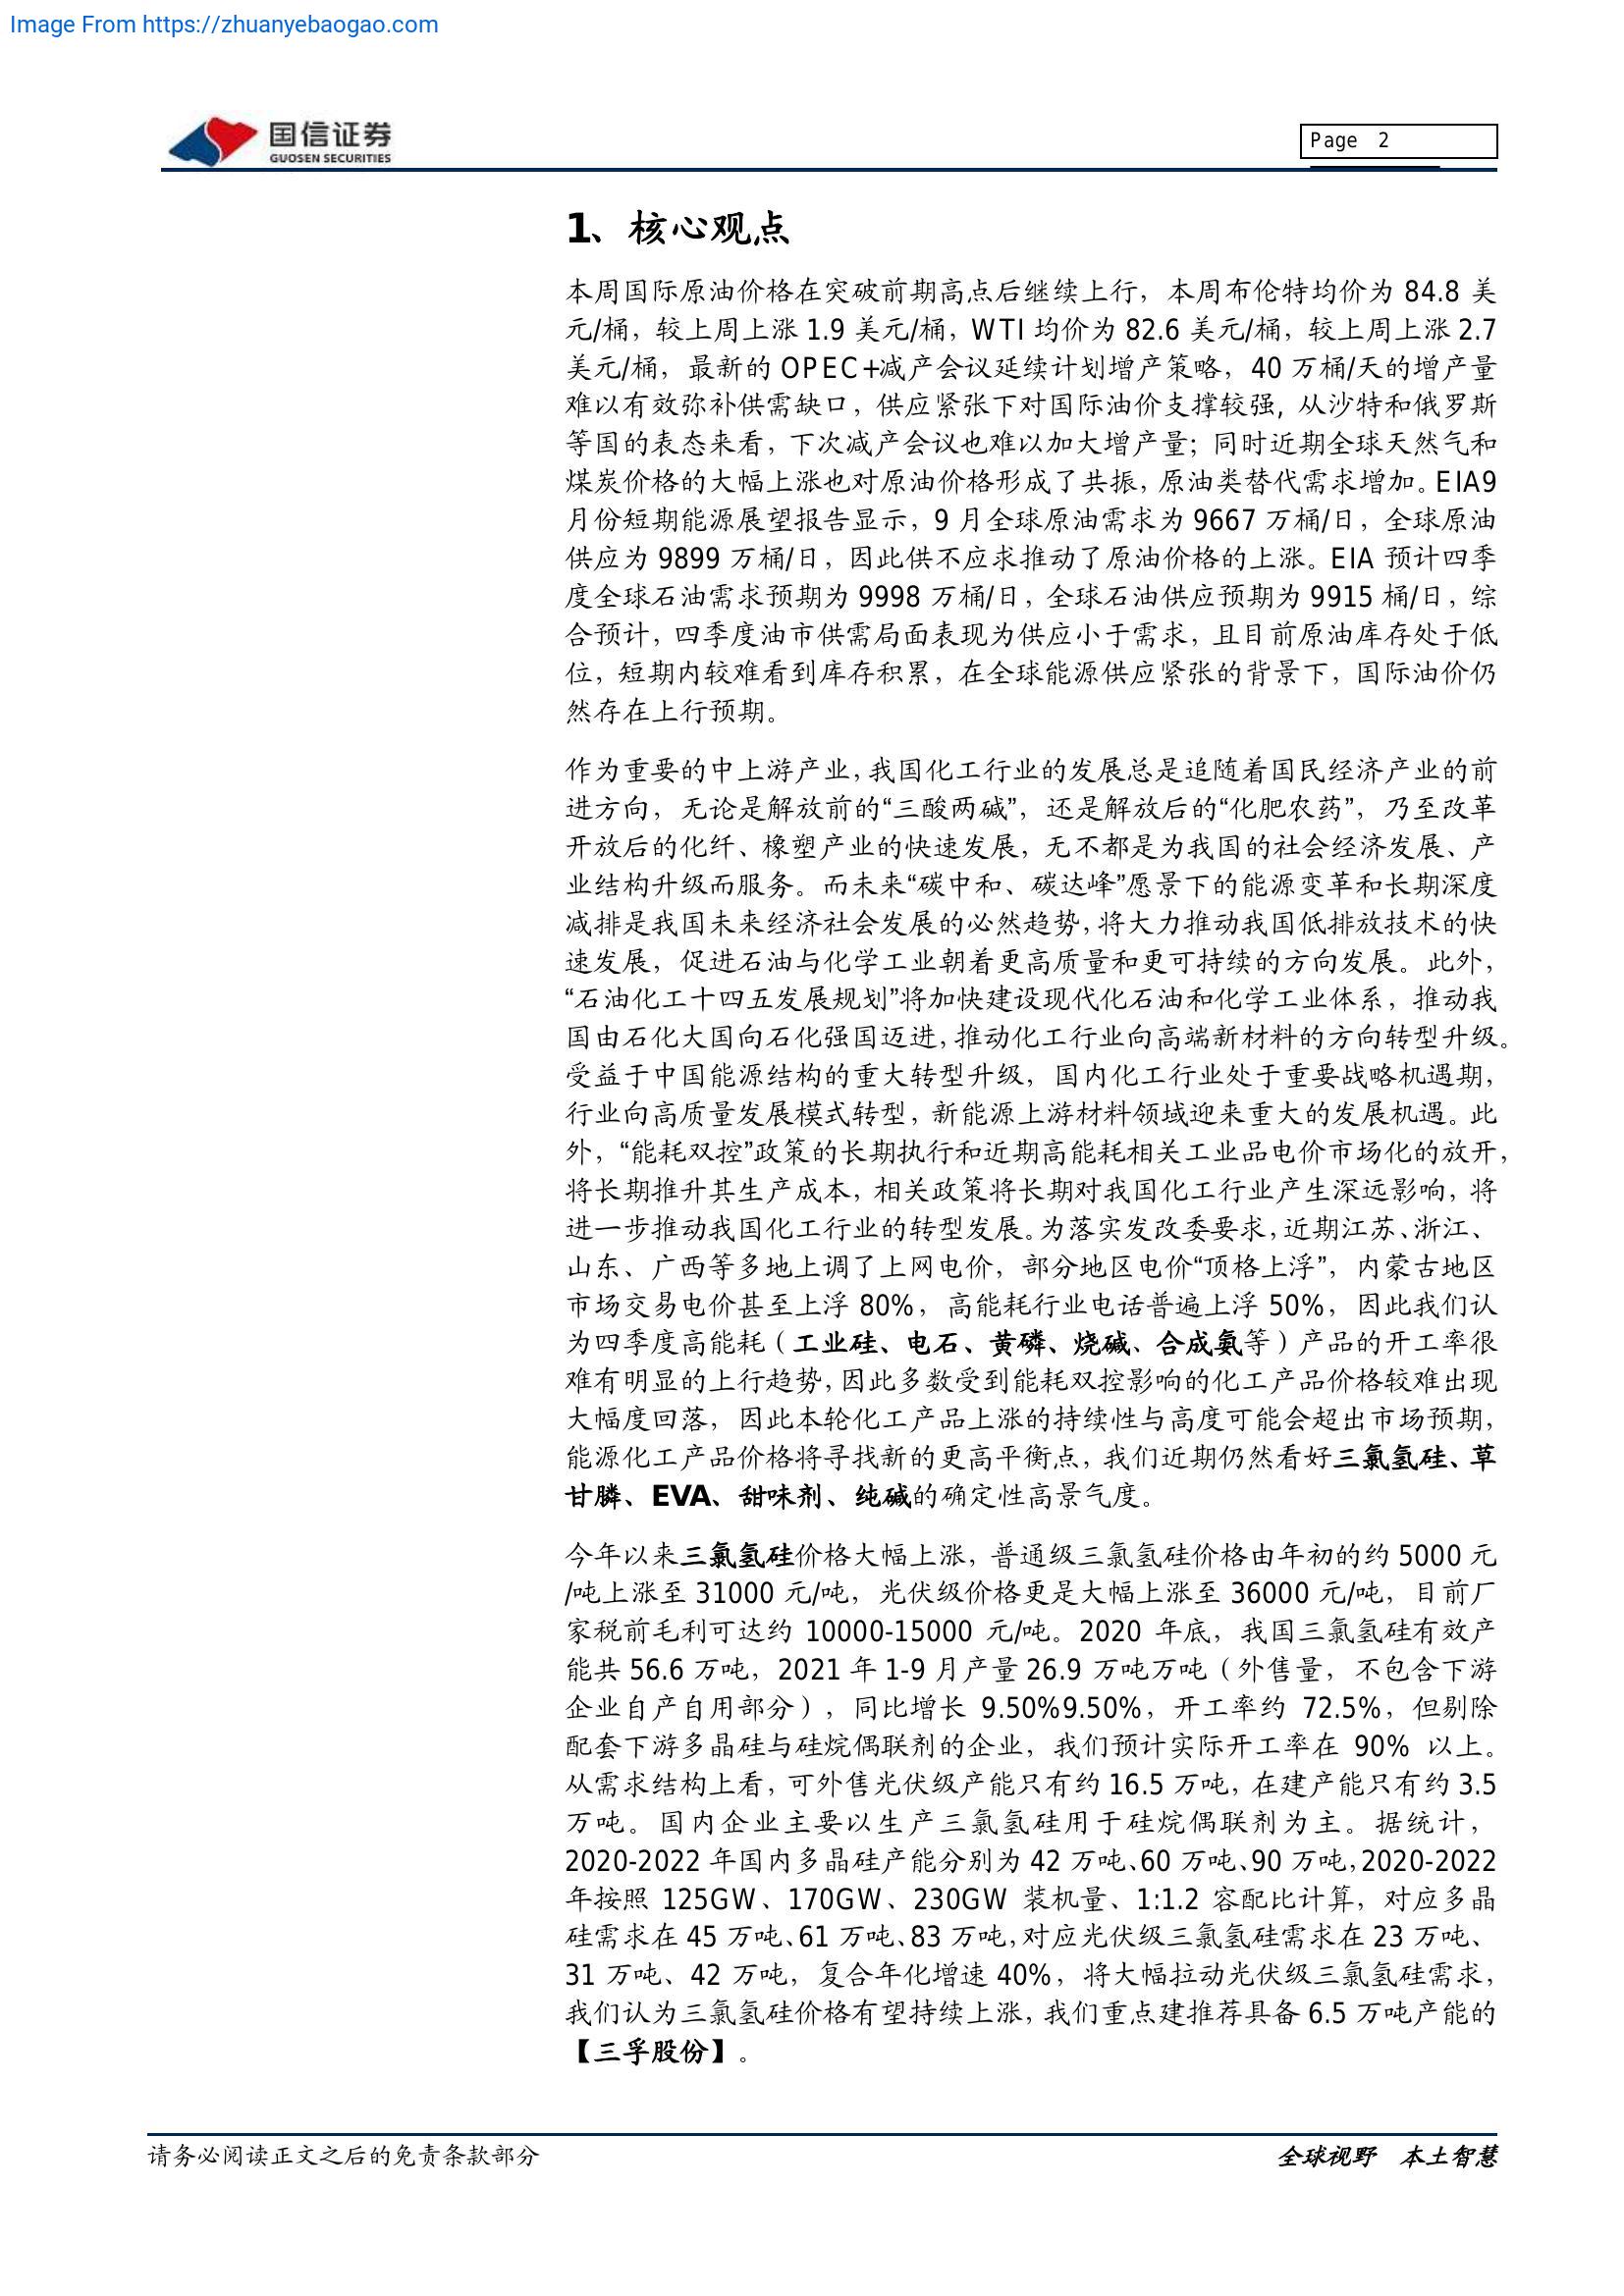 Image From https://zhuanyebaogao.com
国信证券
GUOSEN SECURITIES
Page 2
1、核心观点
本周国际原油价格在突破前期高点后继续上行，本周布伦特均价为 84.8 美
元/桶，较上周上涨 1.9 美元/桶，WTI 均价为 82.6 美元/桶，较上周上涨 2.7
美元/桶，最新的 OPEC+减产会议延续计划增产策略，40 万桶/天的增产量
难以有效弥补供需缺口，供应紧张下对国际油价支撑较强, 从沙特和俄罗斯
等国的表态来看，下次减产会议也难以加大增产量；同时近期全球天然气和
煤炭价格的大幅上涨也对原油价格形成了共振，原油类替代需求增加。EIA9
月份短期能源展望报告显示，9 月全球原油需求为 9667 万桶/日，全球原油
供应为 9899 万桶/日，因此供不应求推动了原油价格的上涨。EIA 预计四季
度全球石油需求预期为 9998 万桶/日，全球石油供应预期为 9915 桶/日，综
合预计，四季度油市供需局面表现为供应小于需求，且目前原油库存处于低
位，短期内较难看到库存积累，在全球能源供应紧张的背景下，国际油价仍
然存在上行预期。
作为重要的中上游产业，我国化工行业的发展总是追随着国民经济产业的前
进方向，无论是解放前的“三酸两碱”，还是解放后的“化肥农药”，乃至改革
开放后的化纤、橡塑产业的快速发展，无不都是为我国的社会经济发展、产
业结构升级而服务。而未来“碳中和、碳达峰”愿景下的能源变革和长期深度
减排是我国未来经济社会发展的必然趋势，将大力推动我国低排放技术的快
速发展，促进石油与化学工业朝着更高质量和更可持续的方向发展。此外，
“石油化工十四五发展规划”将加快建设现代化石油和化学工业体系，推动我
国由石化大国向石化强国迈进，推动化工行业向高端新材料的方向转型升级。
受益于中国能源结构的重大转型升级，国内化工行业处于重要战略机遇期，
行业向高质量发展模式转型，新能源上游材料领域迎来重大的发展机遇。此
外，“能耗双控”政策的长期执行和近期高能耗相关工业品电价市场化的放开，
将长期推升其生产成本，相关政策将长期对我国化工行业产生深远影响，将
进一步推动我国化工行业的转型发展。为落实发改委要求，近期江苏、浙江、
山东、广西等多地上调了上网电价，部分地区电价“顶格上浮”，内蒙古地区
市场交易电价甚至上浮 80%，高能耗行业电话普遍上浮 50%，因此我们认
为四季度高能耗（工业硅、电石、黄磷、烧碱、合成氨等）产品的开工率很
难有明显的上行趋势，因此多数受到能耗双控影响的化工产品价格较难出现
大幅度回落，因此本轮化工产品上涨的持续性与高度可能会超出市场预期，
能源化工产品价格将寻找新的更高平衡点，我们近期仍然看好三氯氢硅、草
甘膦、EVA、甜味剂、纯碱的确定性高景气度。
今年以来三氯氢硅价格大幅上涨，普通级三氯氢硅价格由年初的约 5000 元
/吨上涨至 31000 元/吨，光伏级价格更是大幅上涨至 36000 元/吨，目前厂
家税前毛利可达约 10000-15000 元/吨。2020 年底，我国三氯氢硅有效产
能共 56.6 万吨，2021 年 1-9 月产量 26.9 万吨万吨（外售量，不包含下游
企业自产自用部分），同比增长 9.50%9.50%，开工率约 72.5%，但剔除
配套下游多晶硅与硅烷偶联剂的企业，我们预计实际开工率在 90% 以上。
从需求结构上看，可外售光伏级产能只有约 16.5 万吨，在建产能只有约 3.5
万吨。国内企业主要以生产三氯氢硅用于硅烷偶联剂为主。据统计，
2020-2022 年国内多晶硅产能分别为 42 万吨、60 万吨、90 万吨，2020-2022
年按照 125GW、170GW、230GW 装机量、1:1.2 容配比计算，对应多晶
硅需求在 45 万吨、61 万吨、83 万吨，对应光伏级三氯氢硅需求在 23 万吨、
31 万吨、42 万吨，复合年化增速 40%，将大幅拉动光伏级三氯氢硅需求，
我们认为三氯氢硅价格有望持续上涨，我们重点建推荐具备 6.5 万吨产能的
【三孚股份】。
请务必阅读正文之后的免责条款部分
全球视野 本土智慧